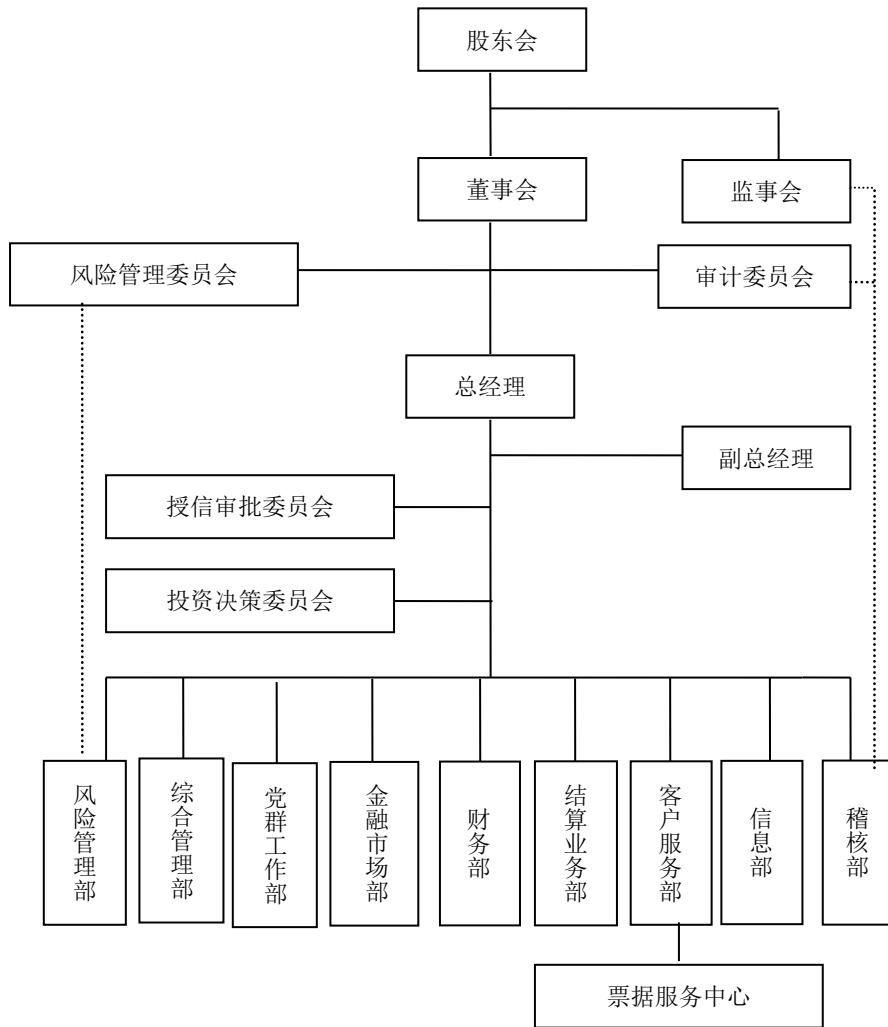 股东会
董事会
监事会
风险管理委员会
审计委员会
总经理
副总经理
授信审批委员会
投资决策委员会
风险管理部
综合管理部
党群工作部
金融市场部
财务部
结算业务部
客户服务部
信息部
稽核部
票据服务中心